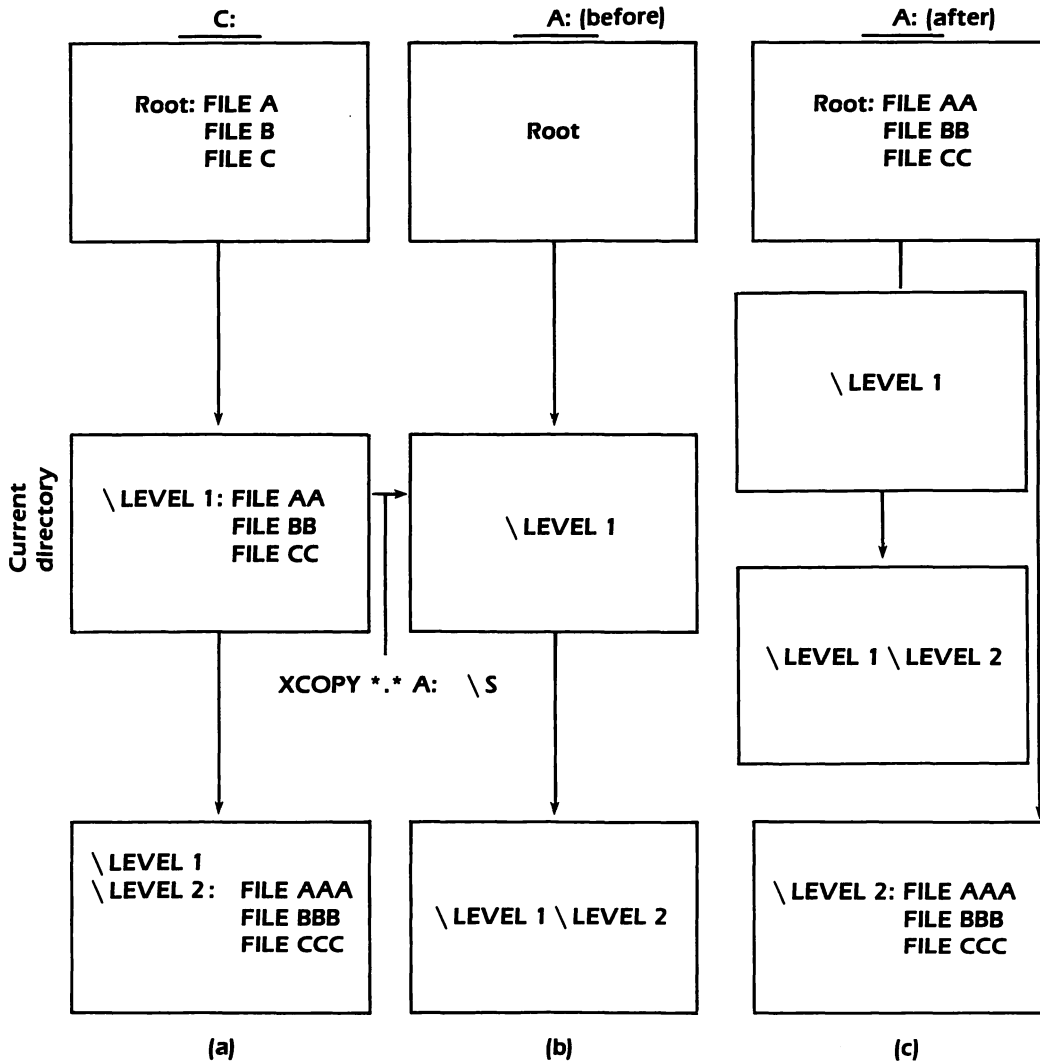 C:
Root: FILE A
FILE B
FILE C
Current
directory
\ LEVEL 1: FILE AA
FILE BB
FILE CC
XCOPY *.* A: \ S
\ LEVEL 1
\ LEVEL 2: FILE AAA
FILE BBB
FILE CCC
(a)
A: (before)
Root
\ LEVEL 1
\ LEVEL 1 \ LEVEL 2
(b)
A: (after)
Root: FILE AA
FILE BB
FILE CC
\ LEVEL 1
\ LEVEL 1 \ LEVEL 2
\ LEVEL 2: FILE AAA
FILE BBB
FILE CCC
(c)